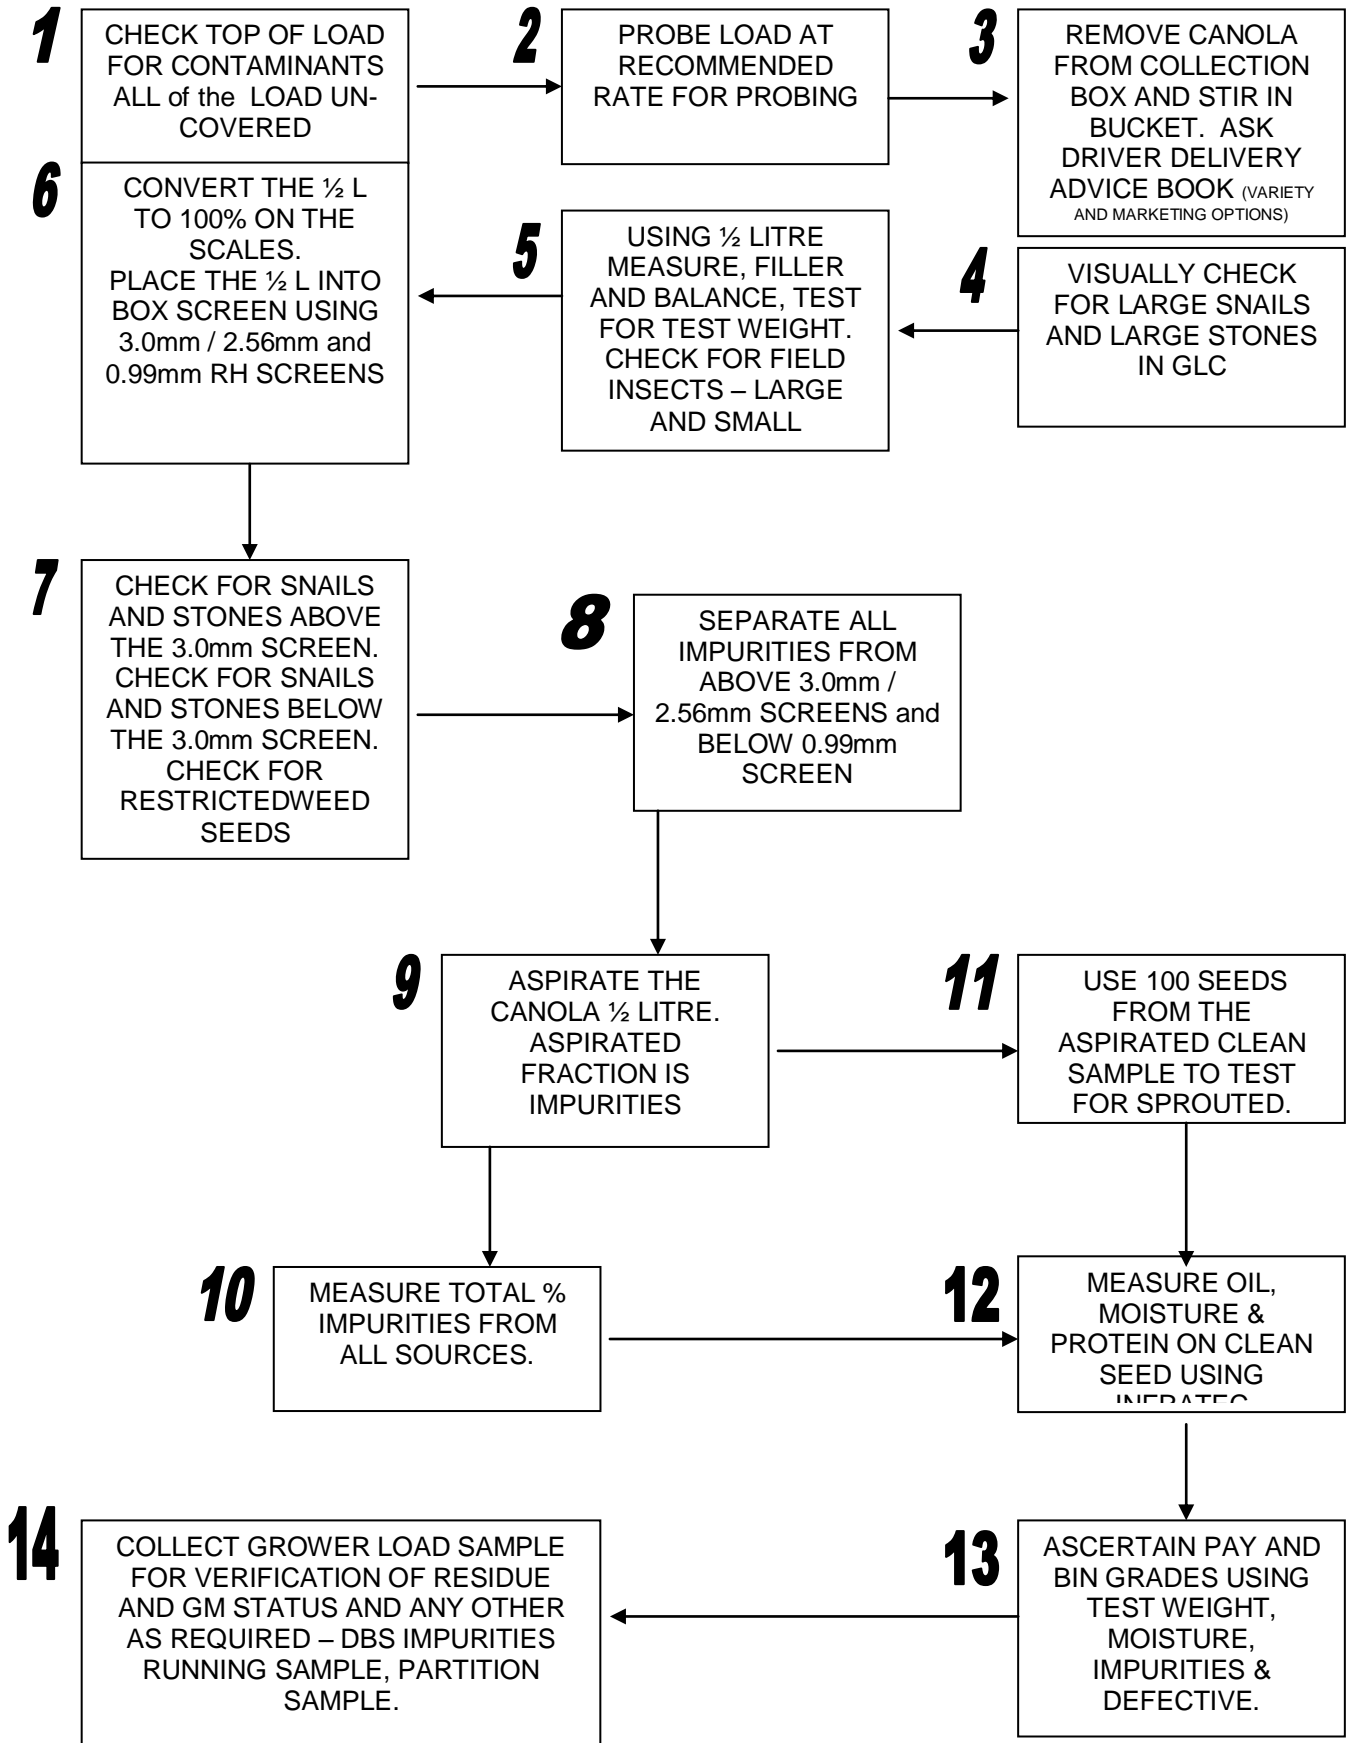 1
CHECK TOP OF LOAD
FOR CONTAMINANTS
ALL of the LOAD UN-
COVERED
2
PROBE LOAD AT
RECOMMENDED
RATE FOR PROBING
3
REMOVE CANOLA
FROM COLLECTION
BOX AND STIR IN
BUCKET. ASK
DRIVER DELIVERY
ADVICE BOOK (VARIETY
AND MARKETING OPTIONS)
4
VISUALLY CHECK
FOR LARGE SNAILS
AND LARGE STONES
IN GLC
5
USING ½ LITRE
MEASURE, FILLER
AND BALANCE, TEST
FOR TEST WEIGHT.
CHECK FOR FIELD
INSECTS – LARGE
AND SMALL
6
CONVERT THE ½ L
TO 100% ON THE
SCALES.
PLACE THE ½ L INTO
BOX SCREEN USING
3.0mm / 2.56mm and
0.99mm RH SCREENS
7
CHECK FOR SNAILS
AND STONES ABOVE
THE 3.0mm SCREEN.
CHECK FOR SNAILS
AND STONES BELOW
THE 3.0mm SCREEN.
CHECK FOR
RESTRICTEDWEED
SEEDS
8
SEPARATE ALL
IMPURITIES FROM
ABOVE 3.0mm /
2.56mm SCREENS and
BELOW 0.99mm
SCREEN
9
ASPIRATE THE
CANOLA ½ LITRE.
ASPIRATED
FRACTION IS
IMPURITIES
10
MEASURE TOTAL %
IMPURITIES FROM
ALL SOURCES.
11
USE 100 SEEDS
FROM THE
ASPIRATED CLEAN
SAMPLE TO TEST
FOR SPROUTED.
12
MEASURE OIL,
MOISTURE &
PROTEIN ON CLEAN
SEED USING
INFRATEC
13
ASCERTAIN PAY AND
BIN GRADES USING
TEST WEIGHT,
MOISTURE,
IMPURITIES &
DEFECTIVE.
14
COLLECT GROWER LOAD SAMPLE
FOR VERIFICATION OF RESIDUE
AND GM STATUS AND ANY OTHER
AS REQUIRED – DBS IMPURITIES
RUNNING SAMPLE, PARTITION
SAMPLE.